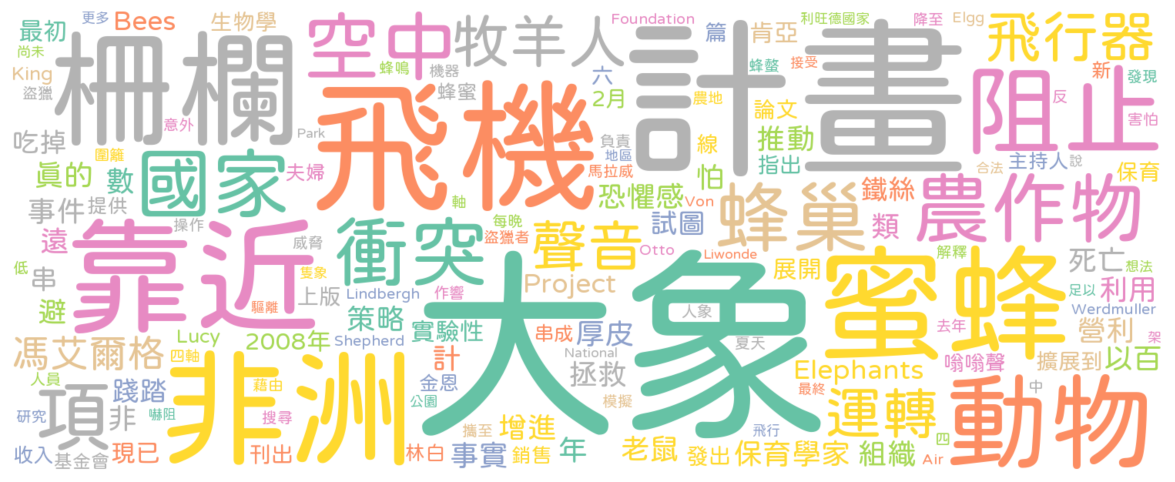 最初 更多 Bees 生物學 空中 牧羊人 Foundation 篇 肯亞 利旺德國家 降至 Elgg 飛行器
尚未 柵欄 蜂鳴 機器 六 計畫 蜂螫 接受 新 發現
King 盜獵 飛機 蜂蜜 2月 農地 論文 阻止 反 害怕
吃掉 意外 Park 負責 線 推動 指出 主持人 說 保育
圍籬 國家 夫婦 地區 馬拉威 合法
真的 數 恐懼感 怕 Von 蜂巢 鐵絲 農作物
事件 提供 軸 每晚 試圖 類
遠 操作 靠近 威脅 衝突 盜獵者 聲音 Otto Liwonde 解釋 死亡 想法
低 串 隻象 Project 展開 蜜蜂 足以 利用
避 驅離 上版 Lindbergh 作響 大象 人象 去年 Werdmuller
Lucy 2008年 策略 實驗性 串成 厚皮 夏天 營利 架
馮艾爾格 四軸 Shepherd 計 National 翁翁聲 擴展到 以百
人員 踐踏 非洲 藉由 金恩 拯救 Elephants 最終
研究 項 非 嚇阻 搜尋 公園 模擬 運轉 中 動物
收入 基金會 現已 刊出 林白 攜至 增進 飛行 四
事實 銷售 年 老鼠 發出 保育學家 組織 Air